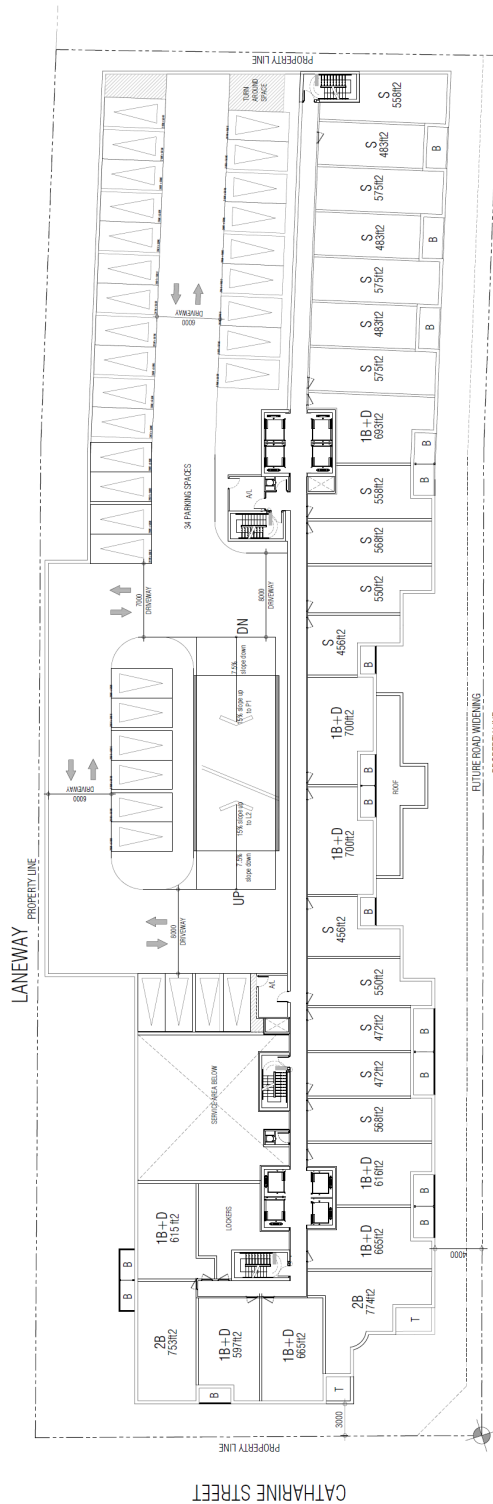 LANEWAY
PROPERTY LINE
PROPERTY LINE
TURN
AROUND
SPACE
DRIVEWAY
6000
34 PARKING SPACES
A/L
7000
DRIVEWAY
6000
DRIVEWAY
DN
7.5%
slope down
15% slope up
to P1
15% slope up
to L2
7.5%
slope down
UP
6000
DRIVEWAY
6000
DRIVEWAY
A/L
SERVICE AREA BELOW
LOCKERS
S
558ft2
S
483ft2
B
S
575ft2
S
483ft2
B
S
575ft2
S
483ft2
B
S
575ft2
1B+D
693ft2
B
B
S
558ft2
S
568ft2
S
550ft2
S
456ft2
B
1B+D
700ft2
B
B
ROOF
1B+D
700ft2
B
S
456ft2
S
550ft2
S
472ft2
B
S
472ft2
B
S
568ft2
1B+D
616ft2
B
1B+D
665ft2
B
2B
774ft2
T
1B+D
615 ft2
B
B
2B
753ft2
1B+D
597ft2
B
1B+D
665ft2
T
4000
3000
FUTURE ROAD WIDENING
PROPERTY LINE
PROPERTY LINE
CATHARINE STREET